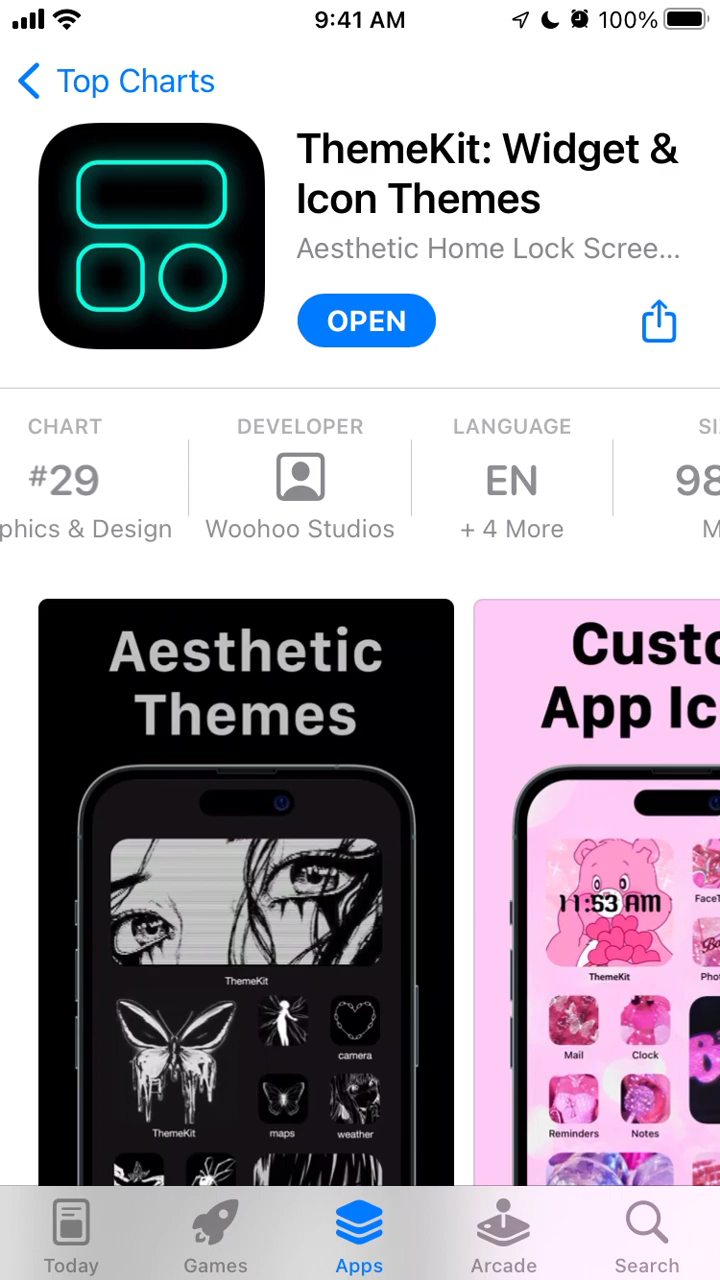 9:41 AM
100%
Top Charts
ThemeKit: Widget &
Icon Themes
Aesthetic Home Lock Scree...
OPEN
CHART
DEVELOPER
LANGUAGE
#29
EN
98
phics & Design
Woohoo Studios
+ 4 More
M
Aesthetic
Themes
ThemeKit
camera
ThemeKit
maps
weather
Custo
App Ic
11:53 AM
ThemeKit
FaceT
Phot
Mail
Clock
Reminders
Notes
Today
Games
Apps
Arcade
Search